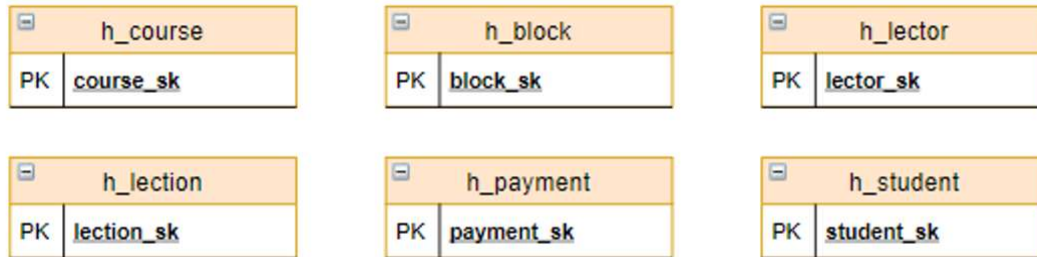 h_course
PK course_sk
h_block
PK block_sk
h_lector
PK lector_sk
h_lection
PK lection_sk
h_payment
PK payment_sk
h_student
PK student_sk